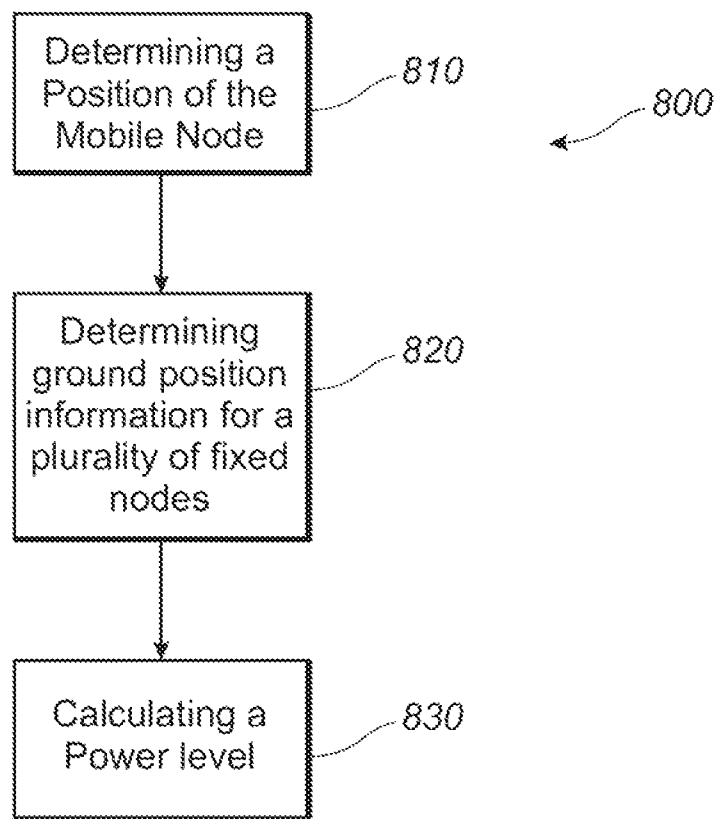 Determining a
Position of the
Mobile Node
810
800
Determining
ground position
information for a
plurality of fixed
nodes
820
Calculating a
Power level
830